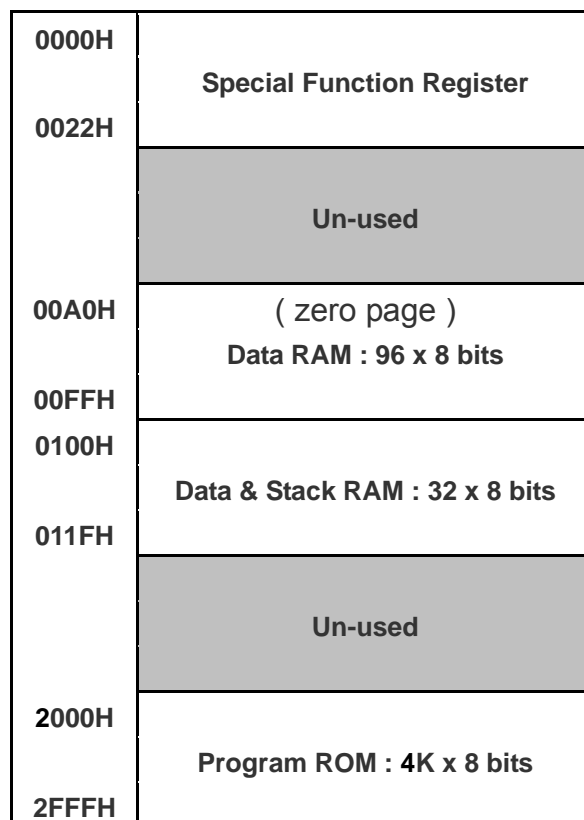 0000H
Special Function Register
0022H
Un-used
00A0H
( zero page )
Data RAM : 96 x 8 bits
00FFH
0100H
Data & Stack RAM : 32 x 8 bits
011FH
Un-used
2000H
Program ROM : 4K x 8 bits
2FFFH